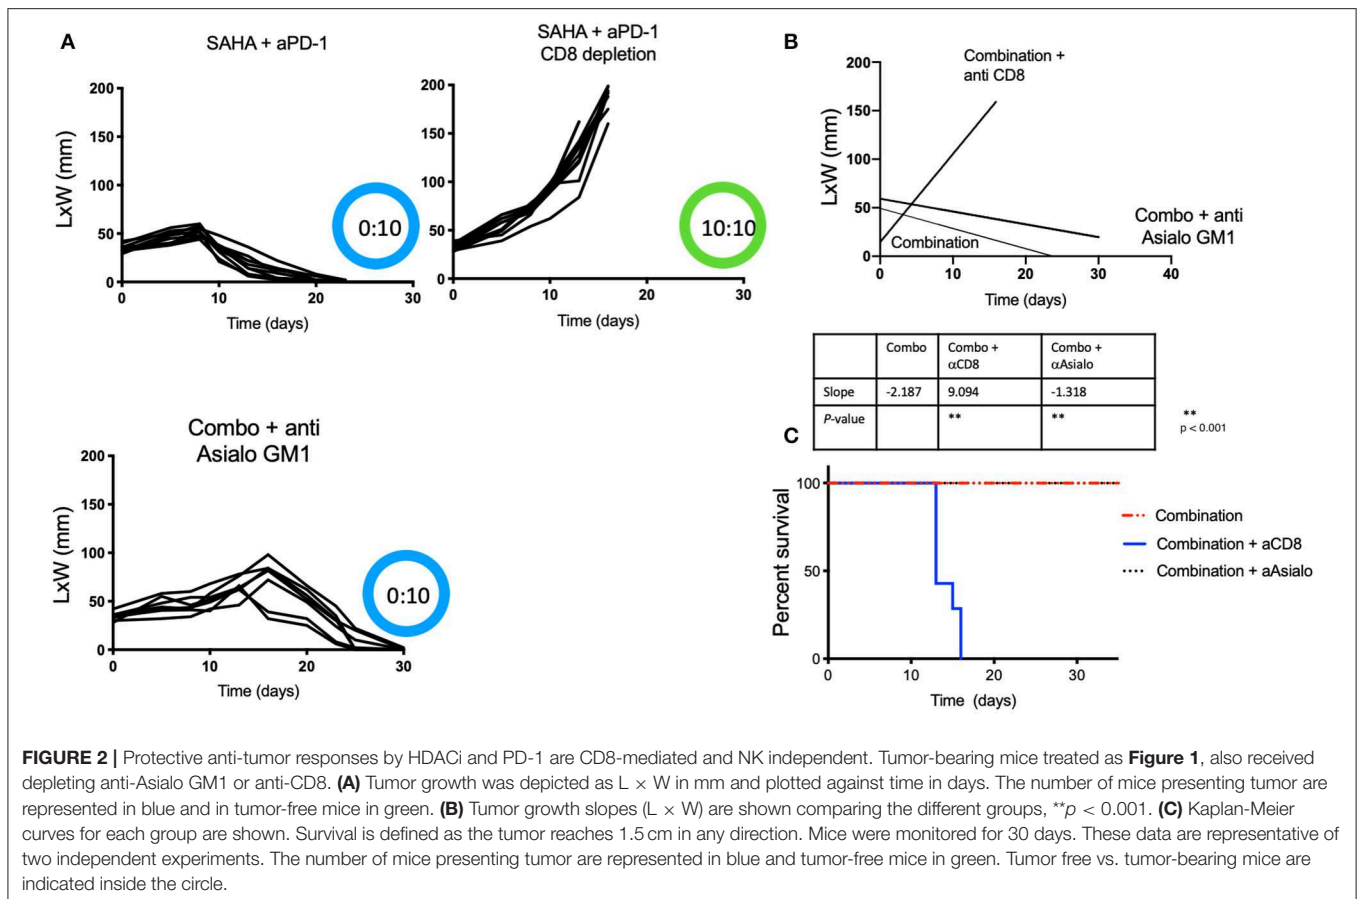 A
SAHA + aPD-1
LxW (mm)
200
150
100
50
0
0 10 20 30
Time (days)
0:10
SAHA + aPD-1
CD8 depletion
200
150
100
50
0
0 10 20 30
Time (days)
10:10
Combo + anti
Asialo GM1
LxW (mm)
200
150
100
50
0
0 10 20 30
Time (days)
0:10
B
Combination +
anti CD8
LxW (mm)
200
150
100
50
0
Combination
Combo + anti
Asialo GM1
0 10 20 30 40
Time (days)
Combo Combo + Combo +
αCD8 αAsialo
Slope -2.187 9.094 -1.318
P-value ** **
**
p < 0.001
C
Percent survival
100
50
0
0 10 20 30
Time (days)
Combination
Combination + aCD8
Combination + aAsialo
FIGURE 2 | Protective anti-tumor responses by HDACi and PD-1 are CD8-mediated and NK independent. Tumor-bearing mice treated as Figure 1, also received
depleting anti-Asialo GM1 or anti-CD8. (A) Tumor growth was depicted as L × W in mm and plotted against time in days. The number of mice presenting tumor are
represented in blue and in tumor-free mice in green. (B) Tumor growth slopes (L × W) are shown comparing the different groups, **p < 0.001. (C) Kaplan-Meier
curves for each group are shown. Survival is defined as the tumor reaches 1.5 cm in any direction. Mice were monitored for 30 days. These data are representative of
two independent experiments. The number of mice presenting tumor are represented in blue and tumor-free mice in green. Tumor free vs. tumor-bearing mice are
indicated inside the circle.